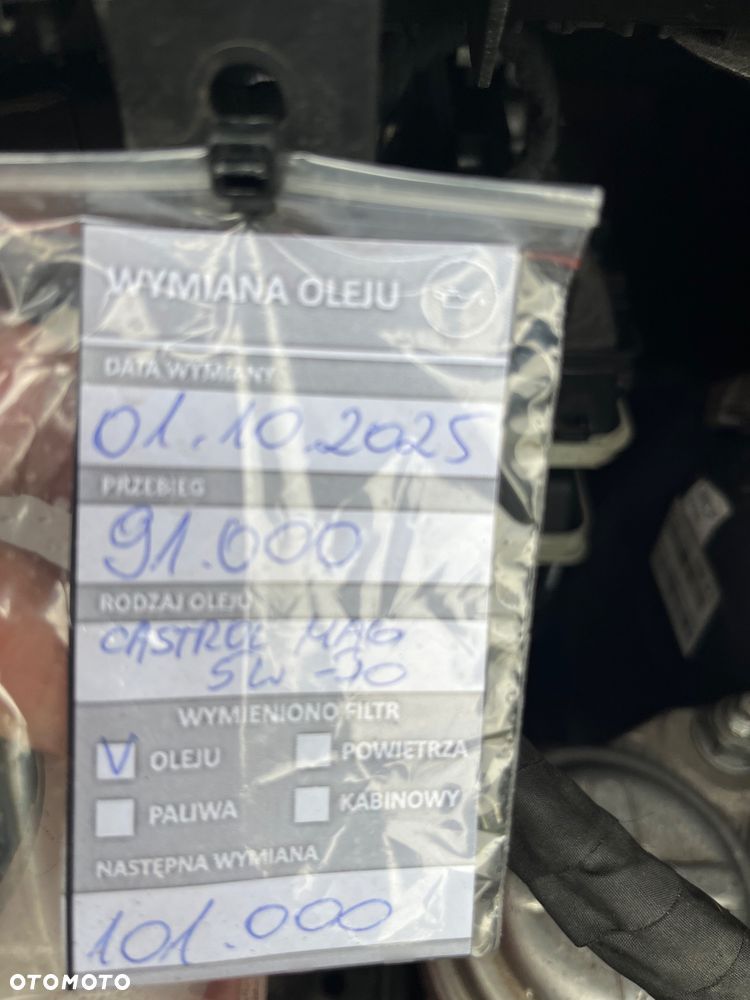 WYMIANA OLEJU
DATA WYMIANY
01.10.2025
PRZEBIEG
91.000
RODZAJ OLEJU
CASTROL MAG
5W-30
WYMIENIONO FILTR
V OLEJU POWIETRZA
PALIWA KABINOWY
NASTĘPNA WYMIANA
101.000
OTOMOTO